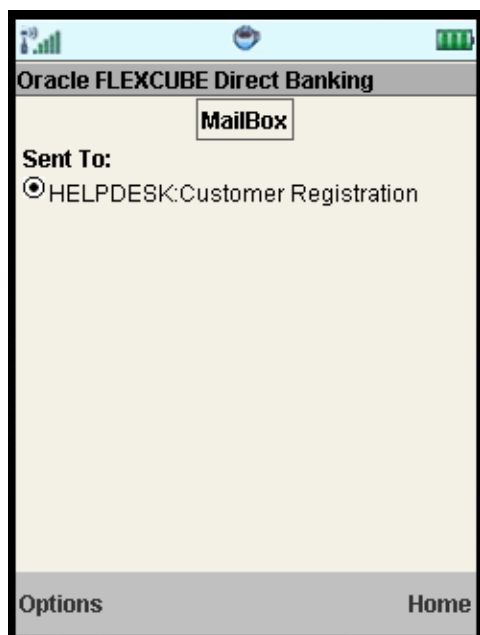 Oracle FLEXCUBE Direct Banking
MailBox
Sent To:
HELPDESK:Customer Registration
Options Home